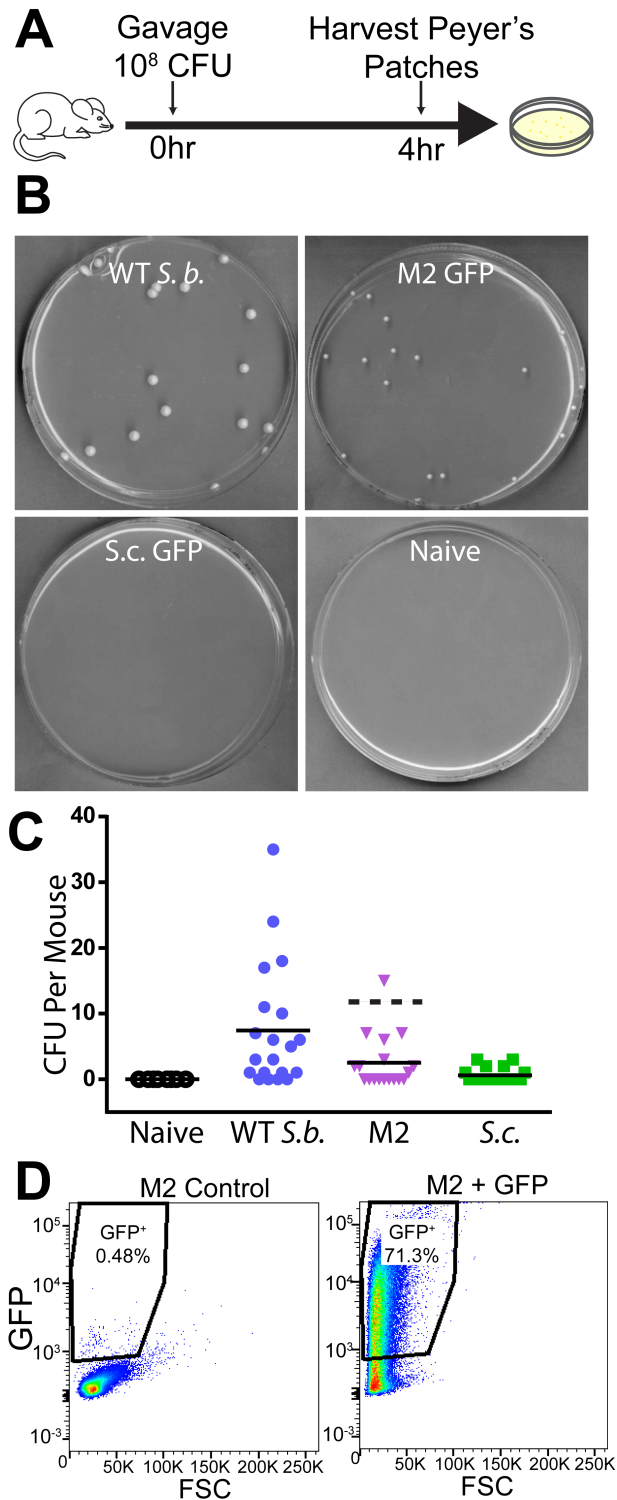 A
Gavage
10⁸ CFU
Harvest Peyer's
Patches
0hr
4hr
B
WT S. b.
M2 GFP
S.c. GFP
Naive
C
CFU Per Mouse
40
30
20
10
0
Naive
WT S.b.
M2
S.c.
D
M2 Control
M2 + GFP
GFP
10⁵
10⁴
10³
10⁻³
GFP⁺
0.48%
0
50K
100K
150K
200K
250K
FSC
10⁵
10⁴
10³
10⁻³
GFP⁺
71.3%
0
50K
100K
150K
200K
250K
FSC